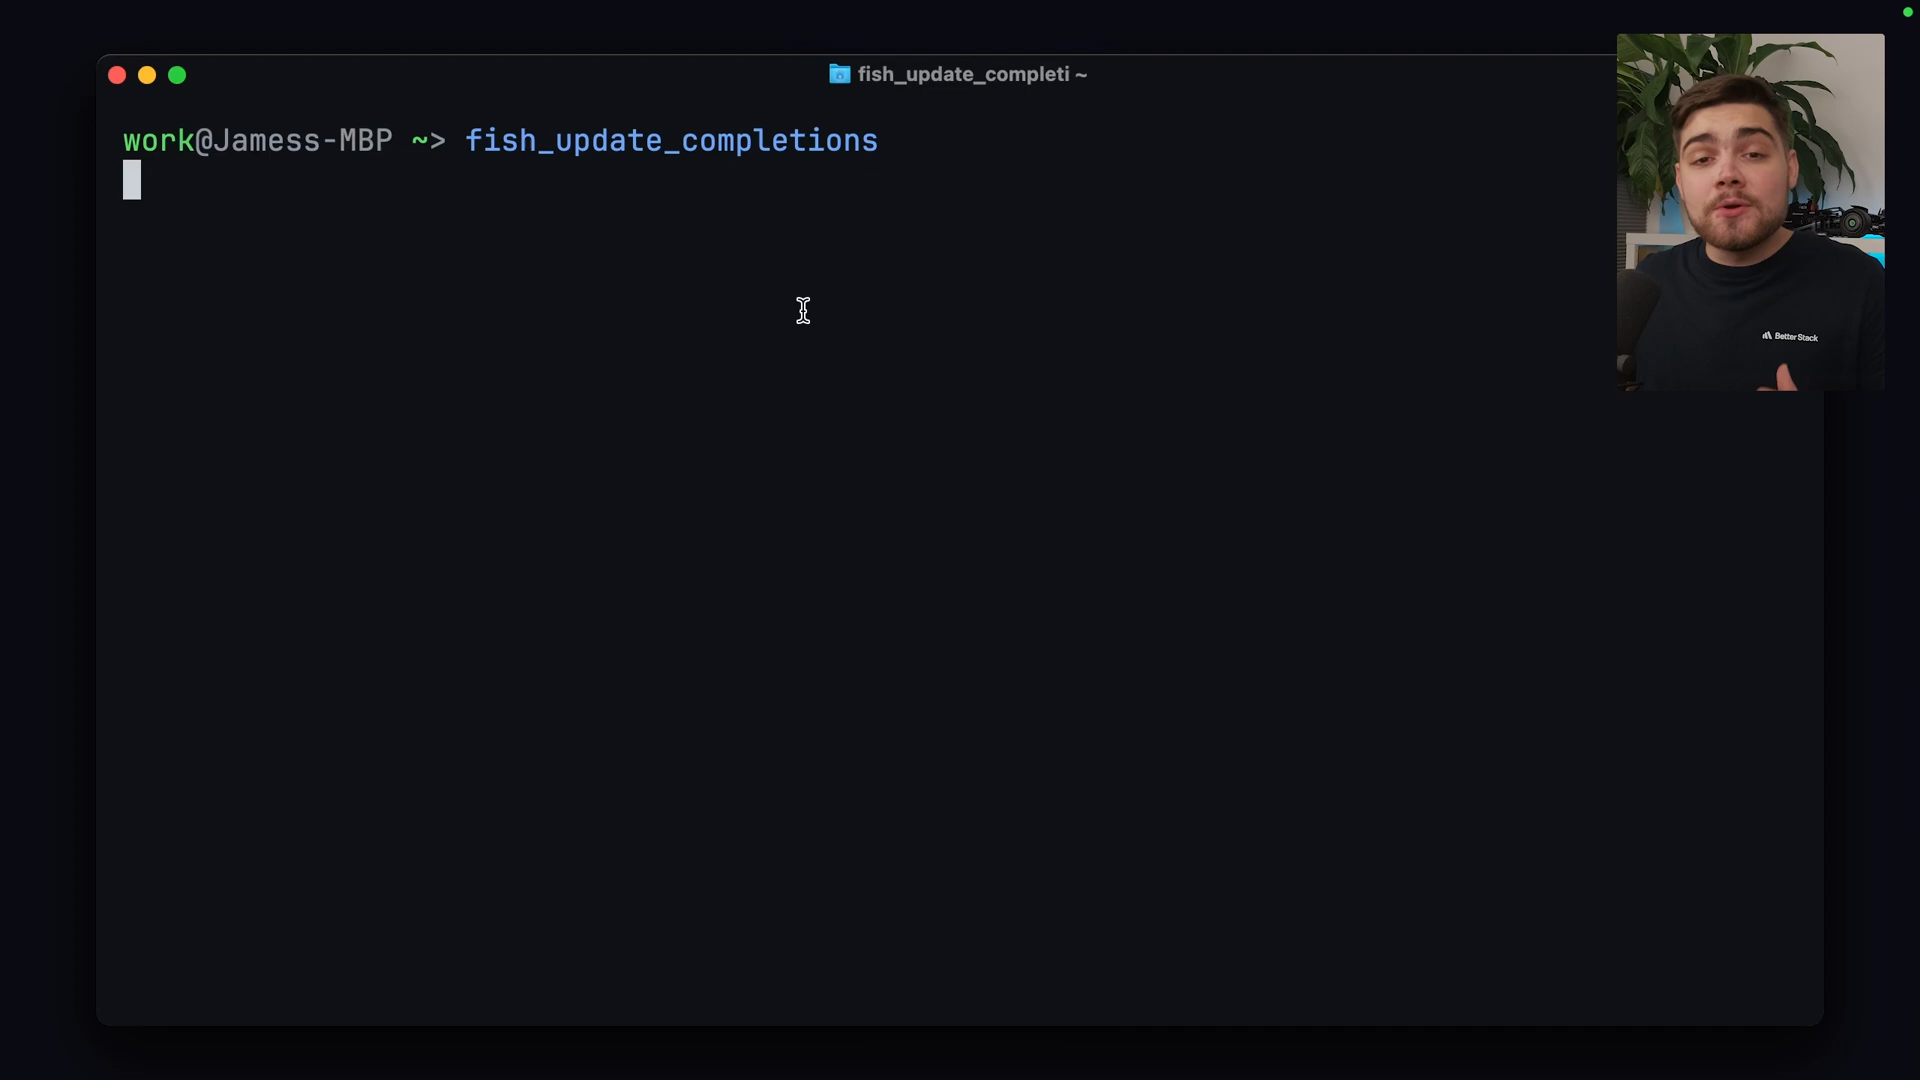 fish_update_completi ~
work@Jamess-MBP ~> fish_update_completions
Better Stack